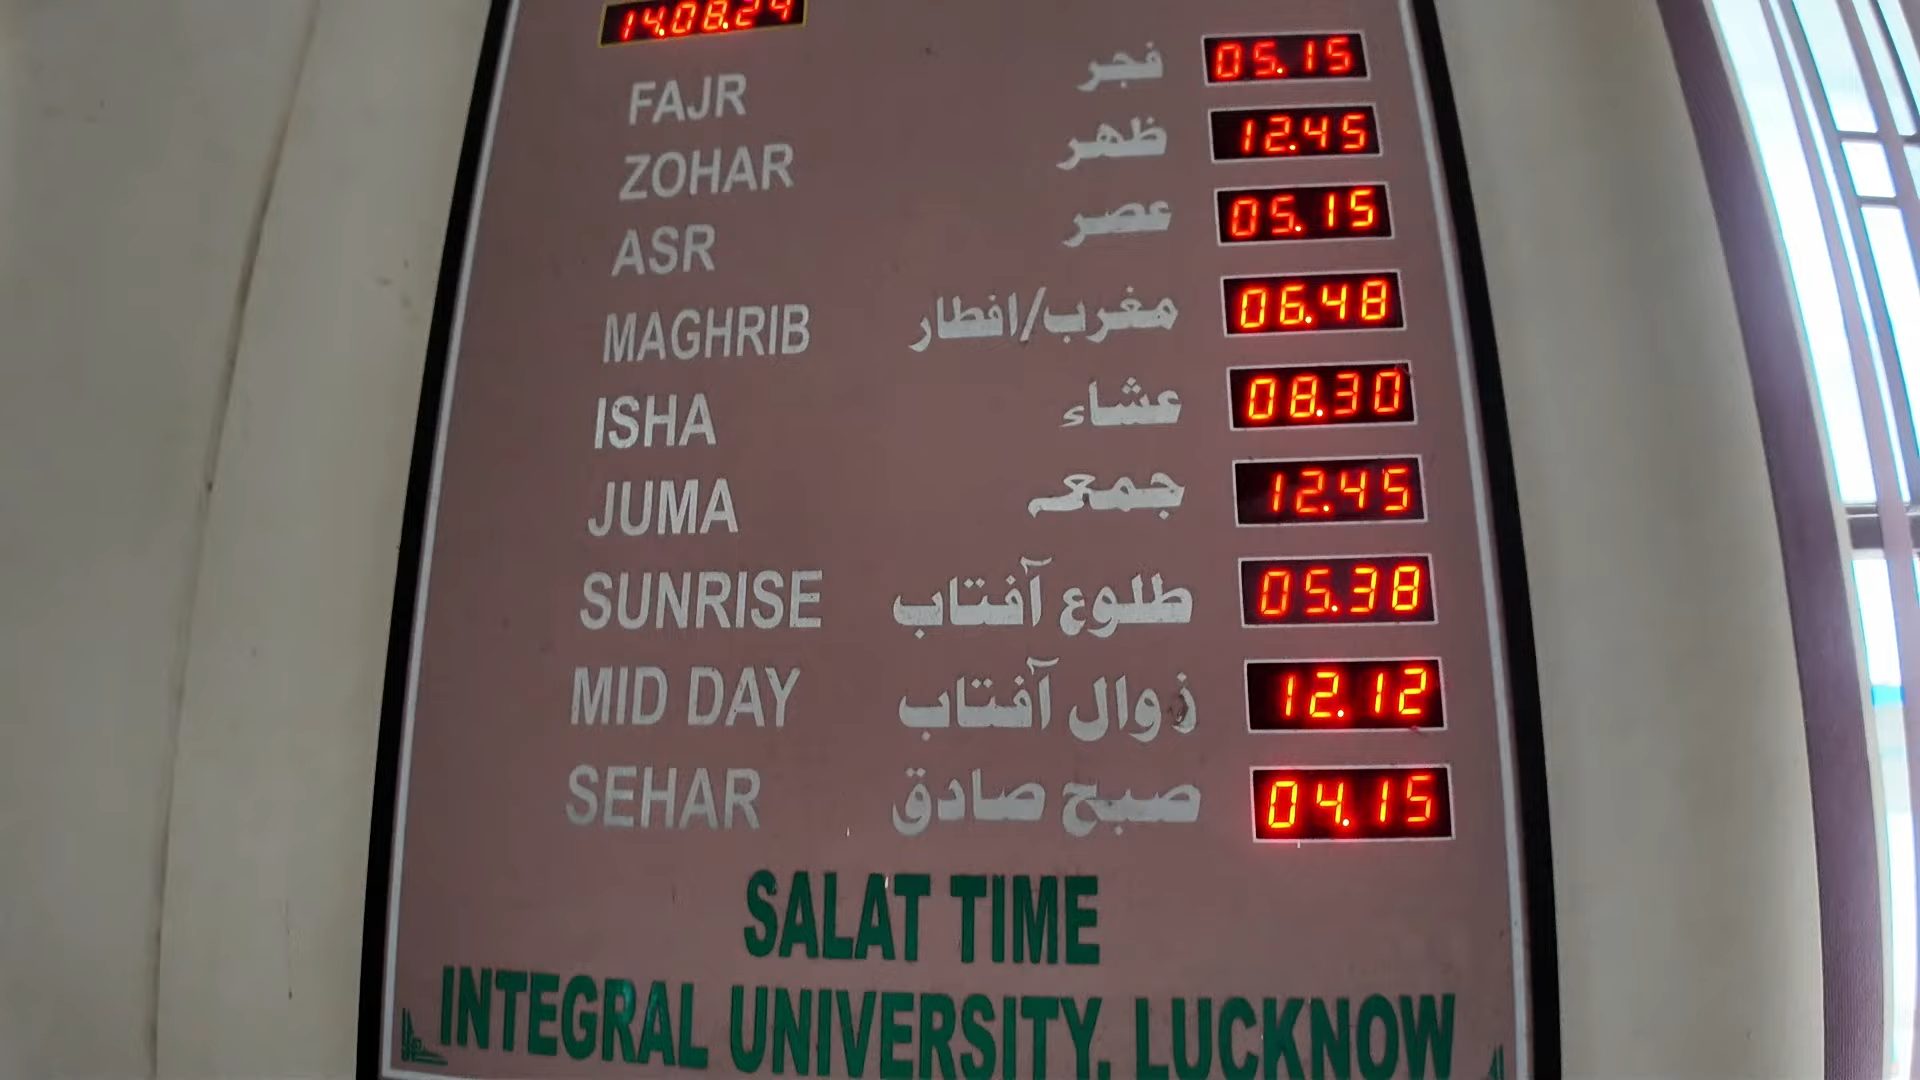 14.08.24
FAJR فجر 05.15
ZOHAR ظهر 12.45
ASR عصر 05.15
MAGHRIB مغرب/افطار 06.48
ISHA عشاء 08.30
JUMA جمعہ 12.45
SUNRISE طلوع آفتاب 05.38
MID DAY زوال آفتاب 12.12
SEHAR صبح صادق 04.15
SALAT TIME
INTEGRAL UNIVERSITY, LUCKNOW